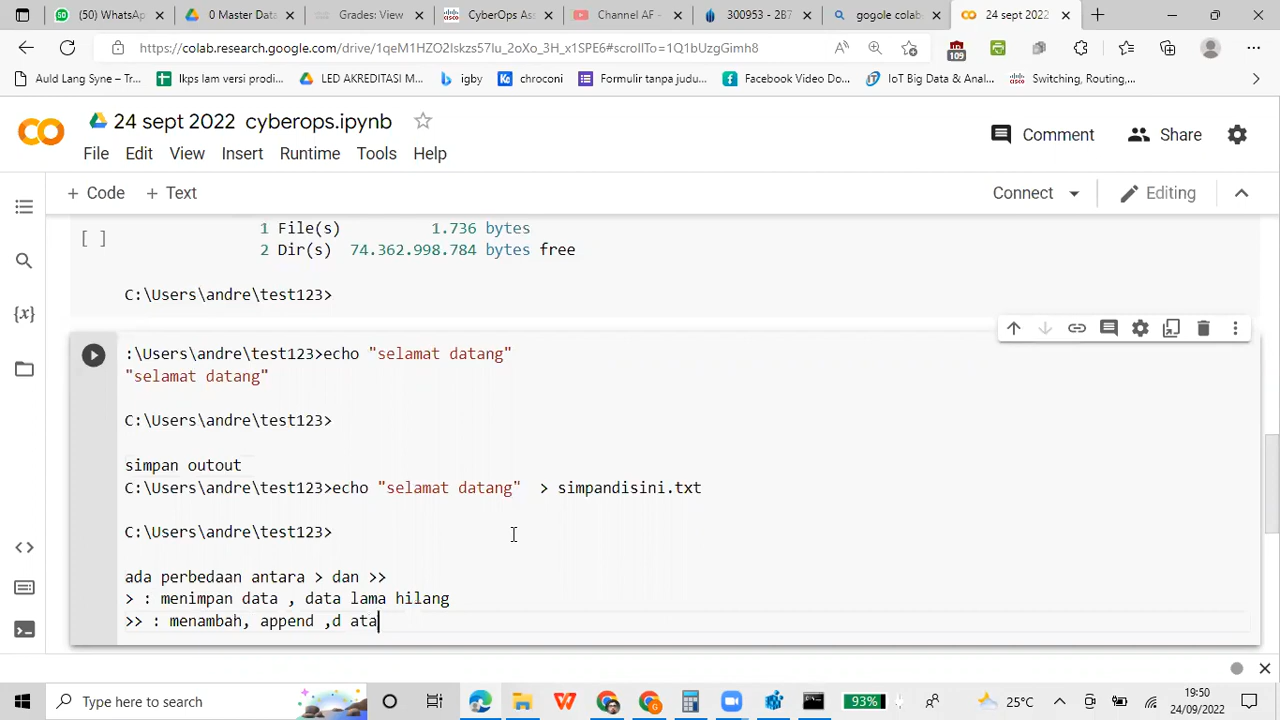 (50) WhatsA
0 Master Data
Grades: View
CyberOps Ass
Channel AF -
3009535 - 2B7
gogole colab
24 sept 2022
https://colab.research.google.com/drive/1qeM1HZO2Iskzs57Iu_2oXo_3H_x1SPE6#scrollTo=1Q1bUzgGimh8
109
Auld Lang Syne – Tr...
lkps lam versi prodi...
LED AKREDITASI M...
igby
chroconi
Formulir tanpa judu...
Facebook Video Do...
IoT Big Data & Anal...
Switching, Routing,...
24 sept 2022 cyberops.ipynb
Comment
Share
File Edit View Insert Runtime Tools Help
+ Code + Text
Connect
Editing
[ ]
1 File(s) 1.736 bytes
2 Dir(s) 74.362.998.784 bytes free
C:\Users\andre\test123>
:\Users\andre\test123>echo "selamat datang"
"selamat datang"
C:\Users\andre\test123>
simpan outout
C:\Users\andre\test123>echo "selamat datang" > simpandisini.txt
C:\Users\andre\test123>
ada perbedaan antara > dan >>
> : menimpan data , data lama hilang
>> : menambah, append ,d ata
Type here to search
93%
25°C
19:50
24/09/2022